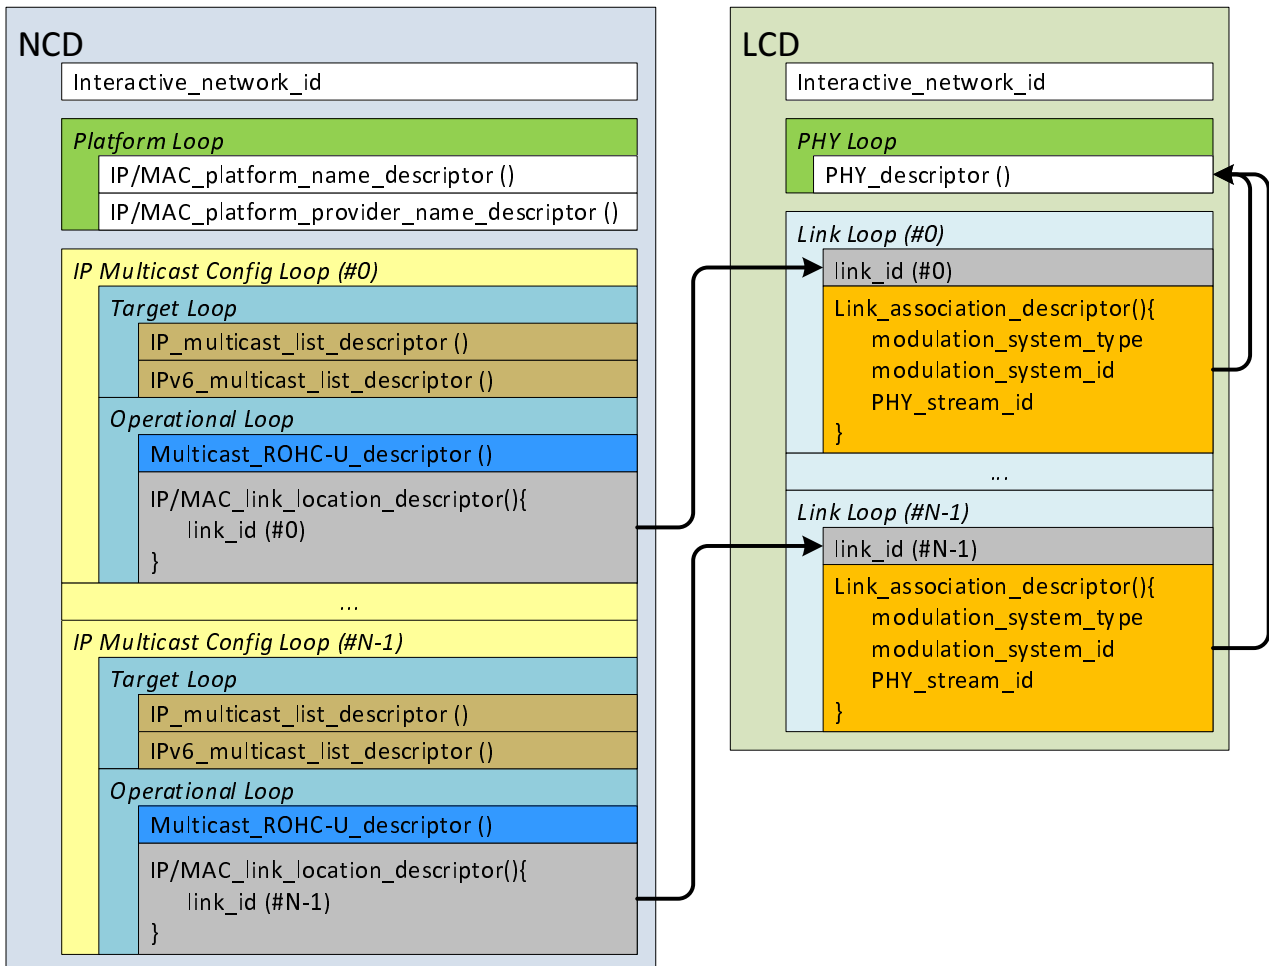 NCD
Interactive_network_id
Platform Loop
IP/MAC_platform_name_descriptor ()
IP/MAC_platform_provider_name_descriptor ()
IP Multicast Config Loop (#0)
Target Loop
IP_multicast_list_descriptor ()
IPv6_multicast_list_descriptor ()
Operational Loop
Multicast_ROHC-U_descriptor ()
IP/MAC_link_location_descriptor(){
link_id (#0)
}
...
IP Multicast Config Loop (#N-1)
Target Loop
IP_multicast_list_descriptor ()
IPv6_multicast_list_descriptor ()
Operational Loop
Multicast_ROHC-U_descriptor ()
IP/MAC_link_location_descriptor(){
link_id (#N-1)
}
LCD
Interactive_network_id
PHY Loop
PHY_descriptor ()
Link Loop (#0)
link_id (#0)
Link_association_descriptor(){
modulation_system_type
modulation_system_id
PHY_stream_id
}
...
Link Loop (#N-1)
link_id (#N-1)
Link_association_descriptor(){
modulation_system_type
modulation_system_id
PHY_stream_id
}